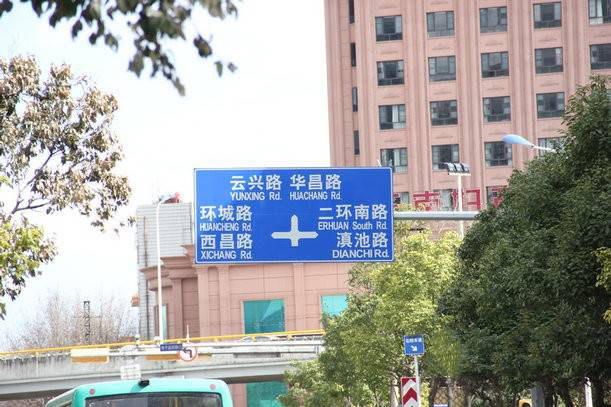 云兴路 华昌路
YUNXING Rd. HUACHANG Rd.
环城路
HUANCHENG Rd.
西昌路
XICHANG Rd.
二环南路
ERHUAN South Rd.
滇池路
DIANCHI Rd.